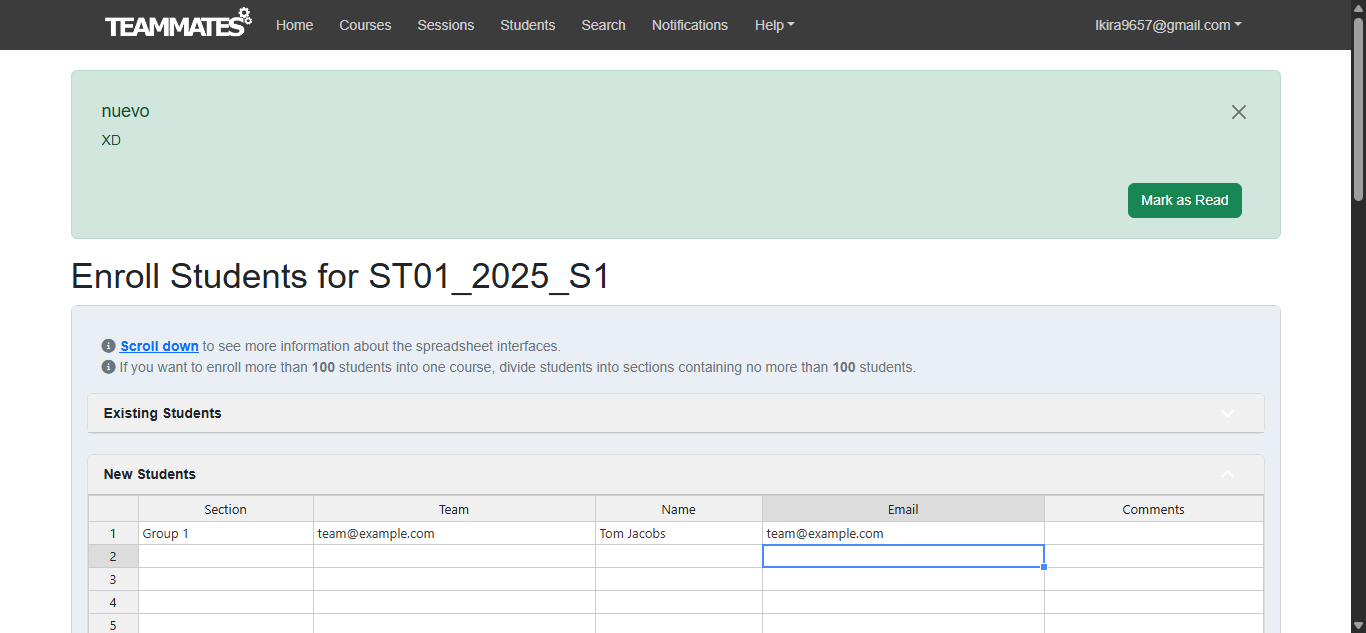 TEAMMATES Home Courses Sessions Students Search Notifications Help lkira9657@gmail.com
nuevo
XD
Mark as Read
Enroll Students for ST01_2025_S1
Scroll down to see more information about the spreadsheet interfaces.
If you want to enroll more than 100 students into one course, divide students into sections containing no more than 100 students.
Existing Students
New Students
Section Team Name Email Comments
1 Group 1 team@example.com Tom Jacobs team@example.com
2
3
4
5